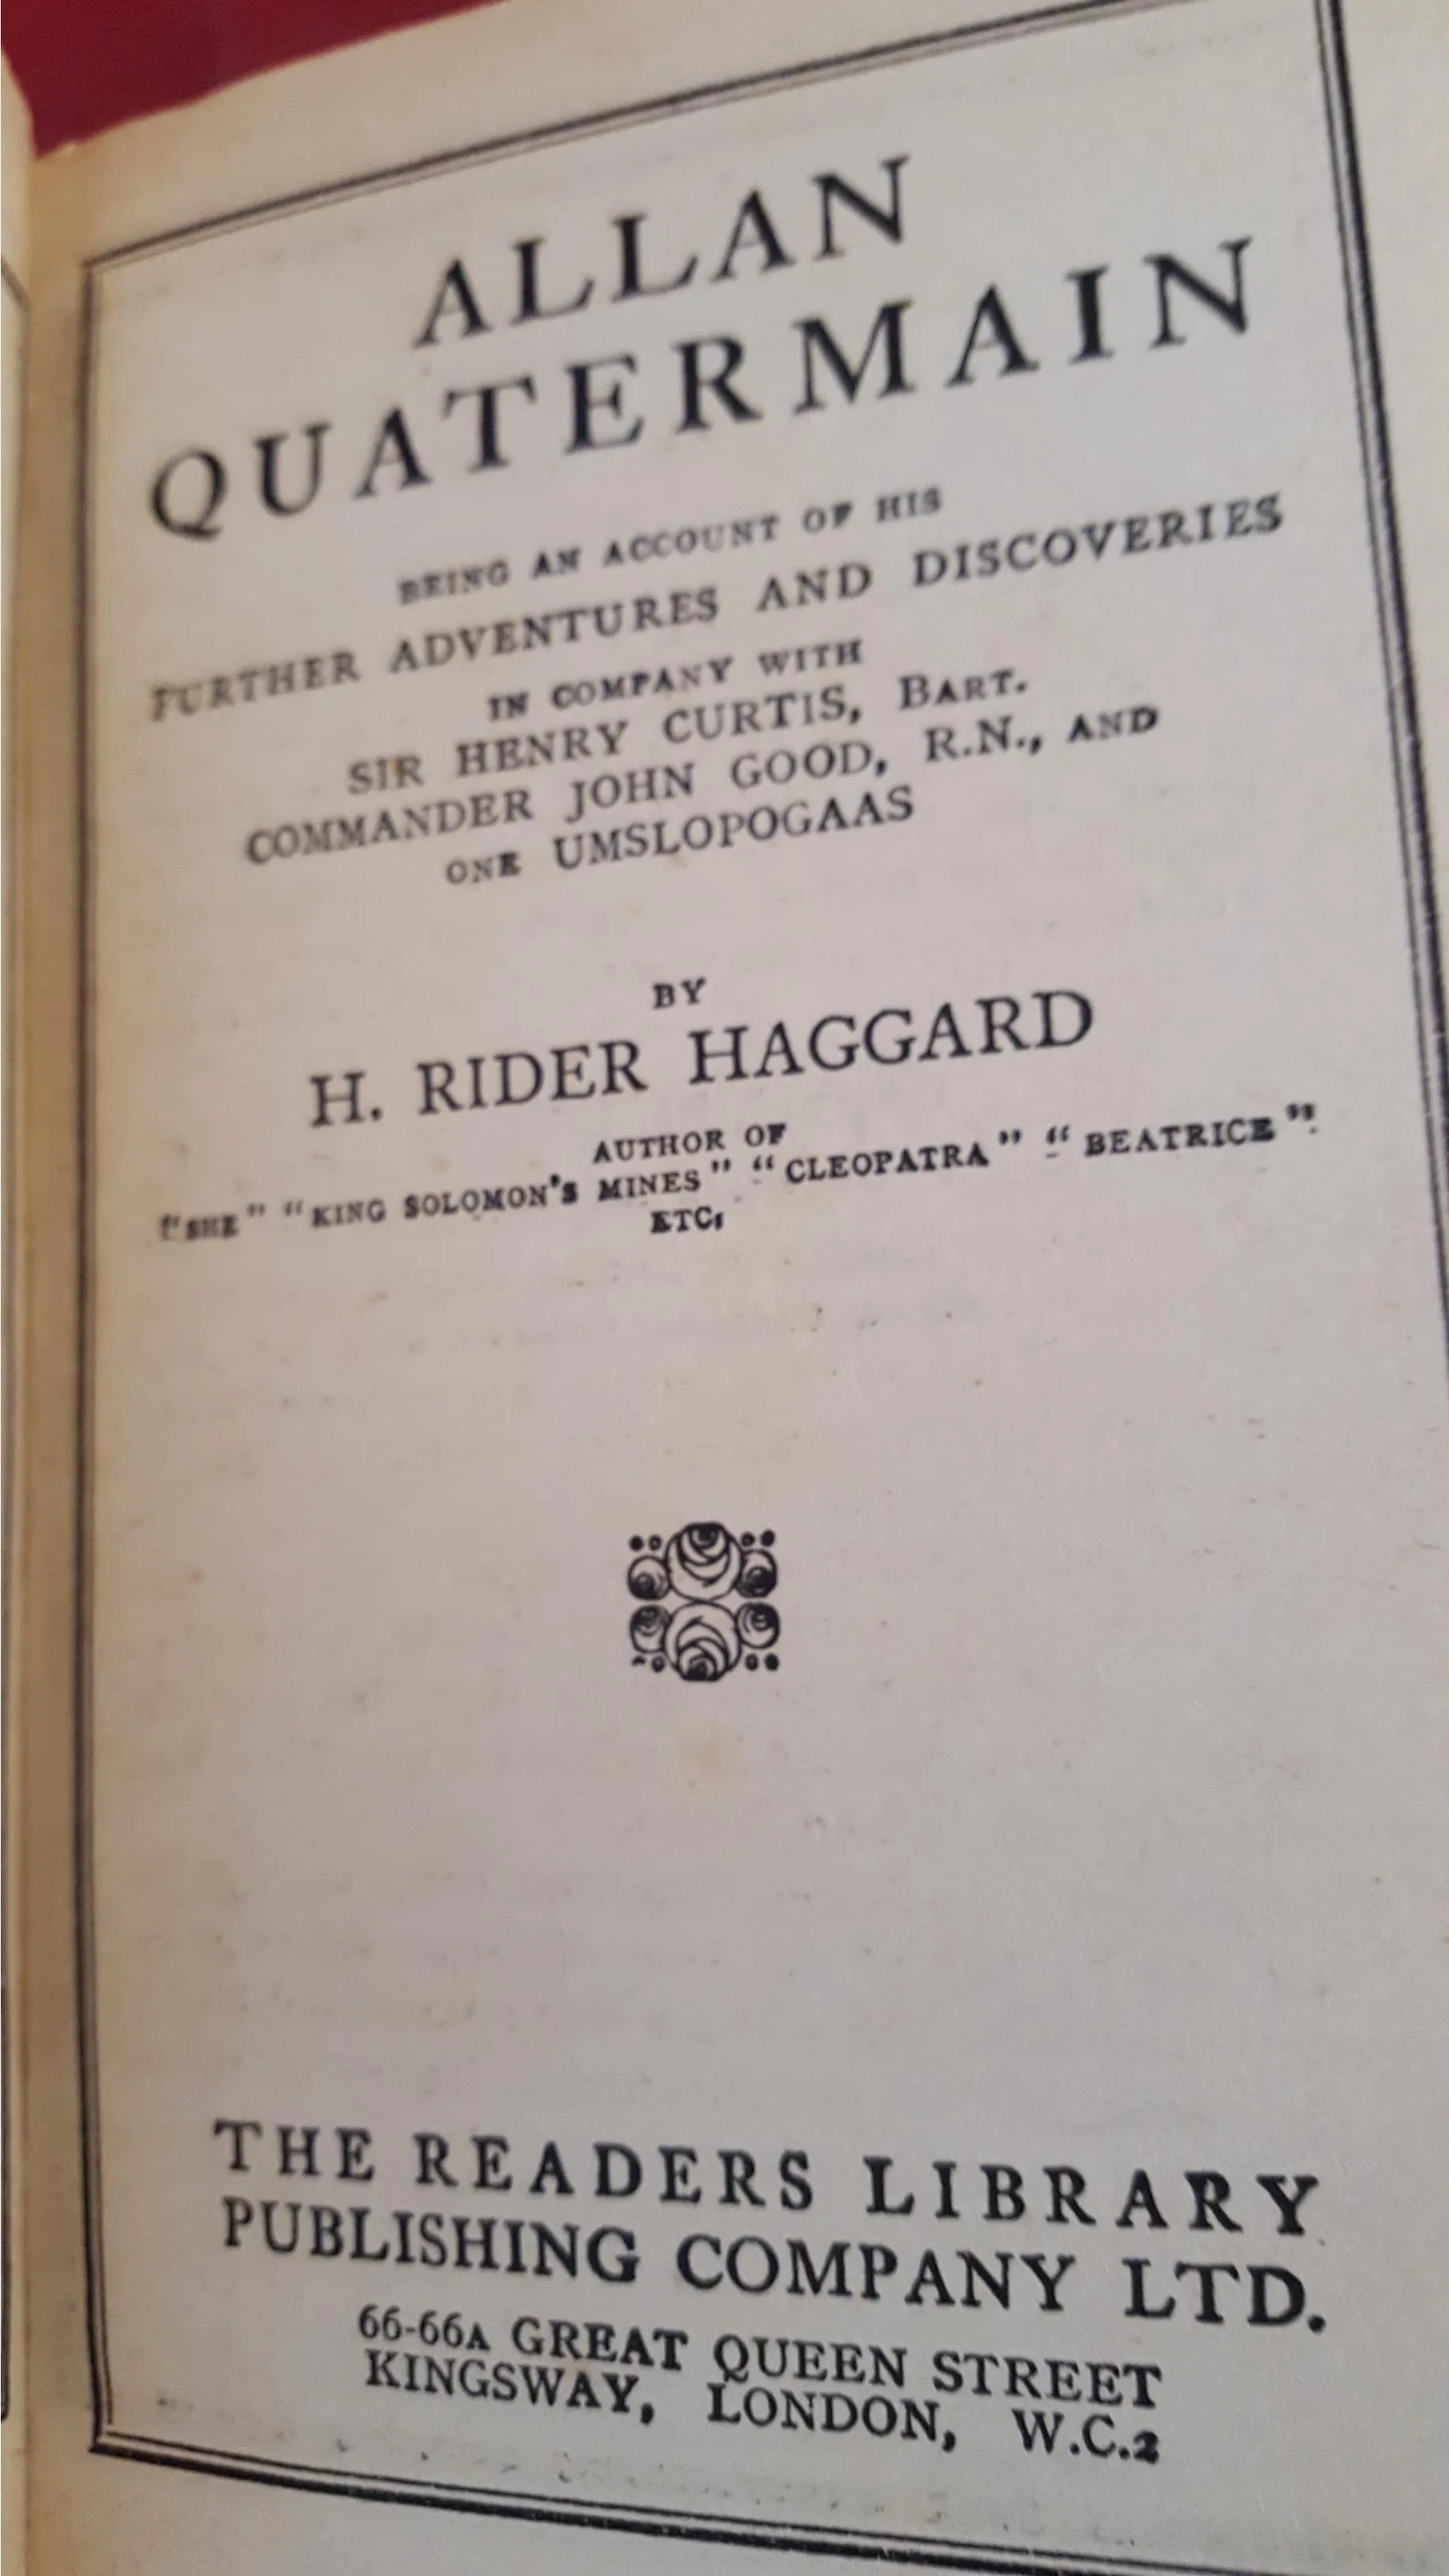 ALLAN
QUATERMAIN
BEING AN ACCOUNT OF HIS
FURTHER ADVENTURES AND DISCOVERIES
IN COMPANY WITH
SIR HENRY CURTIS, BART.
COMMANDER JOHN GOOD, R.N., AND
ONE UMSLOPOGAAS
BY
H. RIDER HAGGARD
AUTHOR OF
"SHE" "KING SOLOMON'S MINES" "CLEOPATRA" "BEATRICE"
ETC.
THE READERS LIBRARY
PUBLISHING COMPANY LTD.
66-66A GREAT QUEEN STREET
KINGSWAY, LONDON, W.C.2